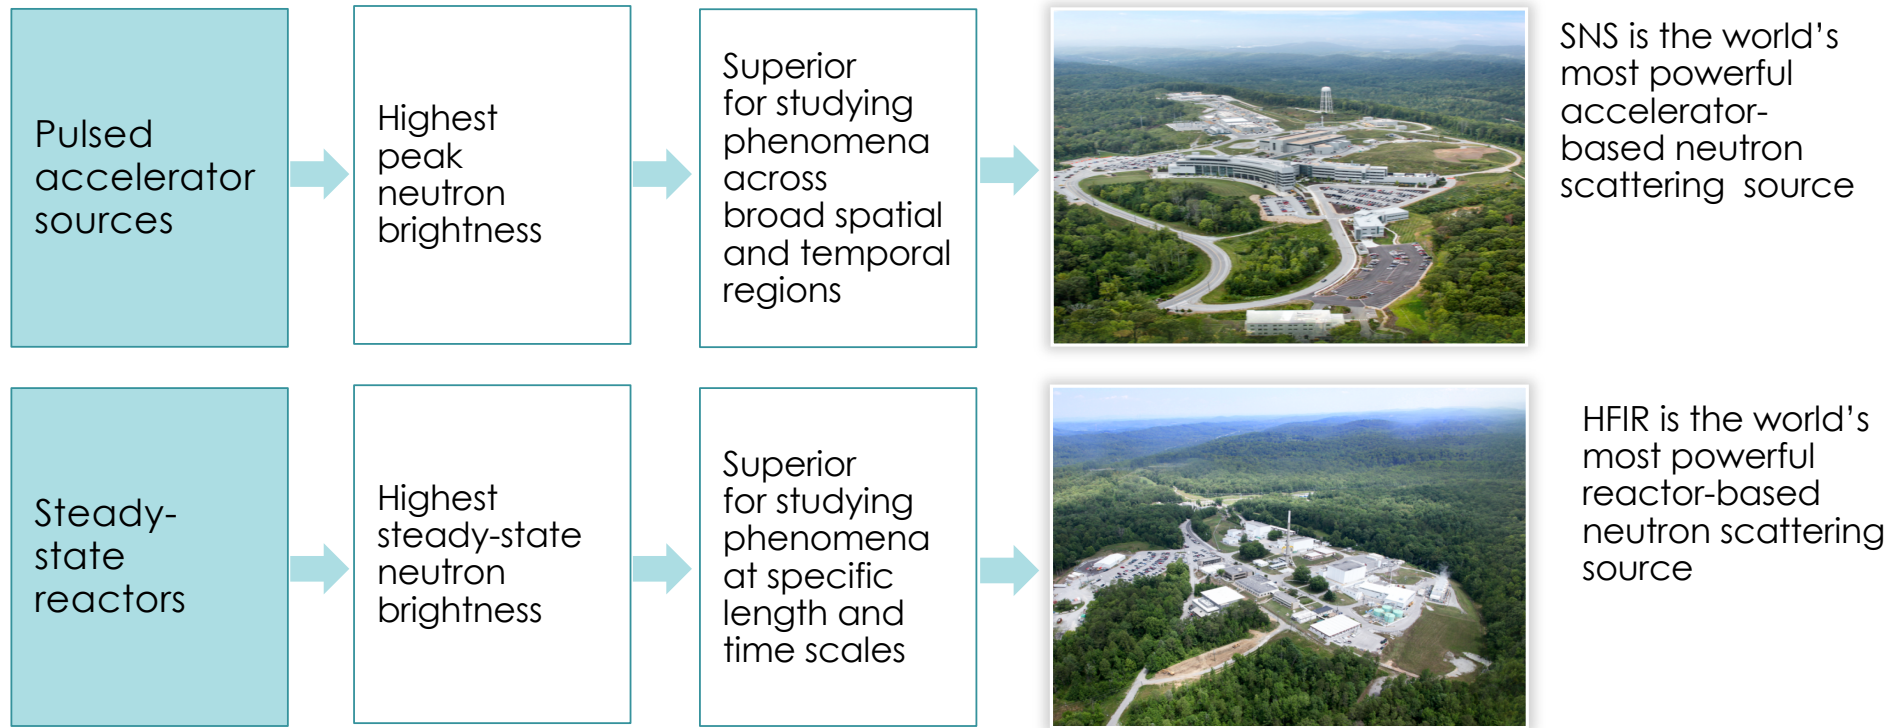 Pulsed
accelerator
sources
Highest
peak
neutron
brightness
Superior
for studying
phenomena
across
broad spatial
and temporal
regions
SNS is the world’s
most powerful
accelerator-
based neutron
scattering  source
Steady-
state
reactors
Highest
steady-state
neutron
brightness
Superior
for studying
phenomena
at specific
length and
time scales
HFIR is the world’s
most powerful
reactor-based
neutron scattering
source